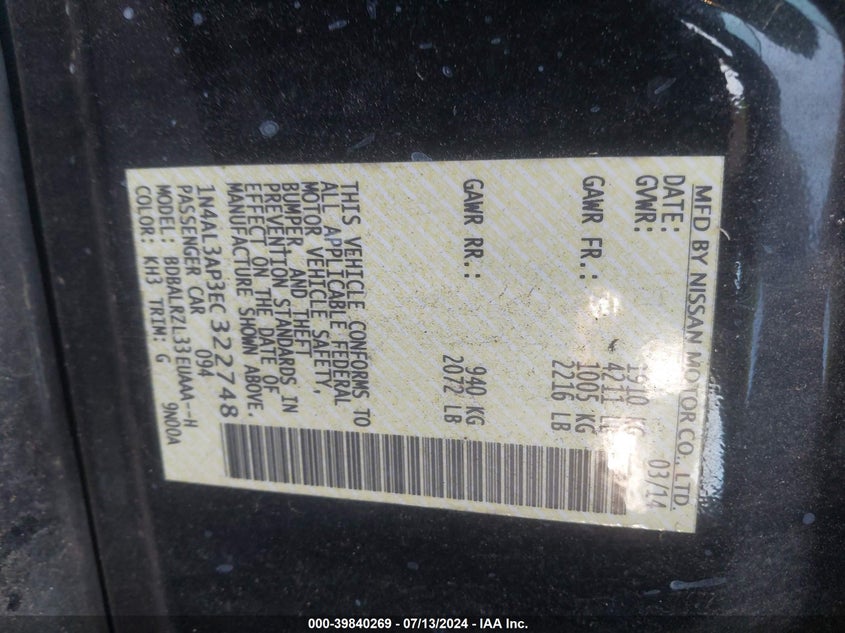 MFD BY NISSAN MOTOR CO., LTD.
DATE: 03/14
GVWR: 1910 KG
4211 LB
GAWR FR.: 1005 KG
2216 LB
GAWR RR.: 940 KG
2072 LB
THIS VEHICLE CONFORMS TO
ALL APPLICABLE FEDERAL
MOTOR VEHICLE SAFETY,
BUMPER, AND THEFT
PREVENTION STANDARDS IN
EFFECT ON THE DATE OF
MANUFACTURE SHOWN ABOVE.
1N4AL3AP3EC322748
PASSENGER CAR 094
MODEL: BDBALRZL33EUAAA--H
COLOR: KH3 TRIM: G 9N00A
000-39840269 - 07/13/2024 - IAA Inc.